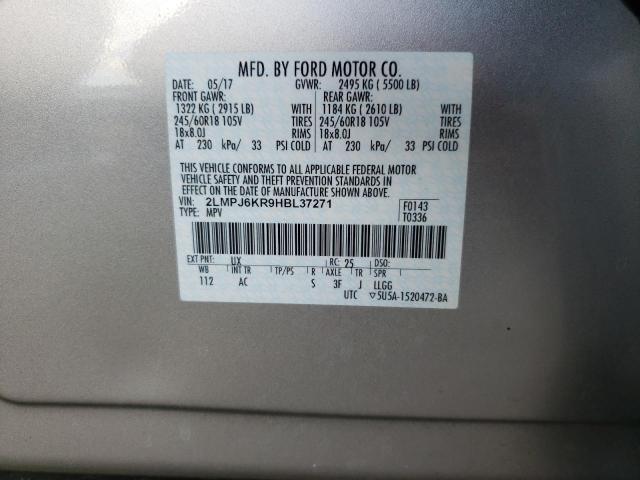 MFD. BY FORD MOTOR CO.
DATE: 05/17 GVWR: 2495 KG ( 5500 LB)
FRONT GAWR: REAR GAWR:
1322 KG ( 2915 LB) WITH 1184 KG ( 2610 LB) WITH
245/60R18 105V TIRES 245/60R18 105V TIRES
18x8.0J RIMS 18x8.0J RIMS
AT 230 kPa/ 33 PSI COLD AT 230 kPa/ 33 PSI COLD
THIS VEHICLE CONFORMS TO ALL APPLICABLE FEDERAL MOTOR
VEHICLE SAFETY AND THEFT PREVENTION STANDARDS IN
EFFECT ON THE DATE OF MANUFACTURE SHOWN ABOVE.
VIN: 2LMPJ6KR9HBL37271 F0143
TYPE: MPV T0336
EXT PNT: UX RC: 25 DSO:
WB INT TR TP/PS R AXLE TR SPR
112 AC S 3F J LLGG
UTC ▽5U5A-1520472-BA